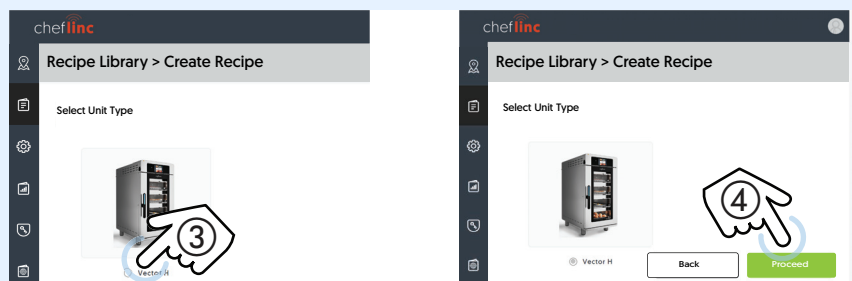 cheflinc
Recipe Library > Create Recipe
Select Unit Type
3
Vector H
cheflinc
Recipe Library > Create Recipe
Select Unit Type
4
Vector H
Back
Proceed